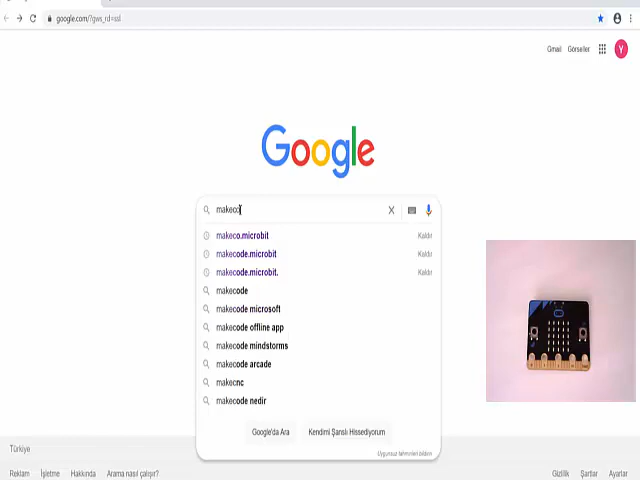 google.com/?gws_rd=ssl
Gmail Görseller
Y
Google
makeco
makeco.microbit Kaldır
makecode.microbit Kaldır
makecode.microbit. Kaldır
makecode
makecode microsoft
makecode offline app
makecode mindstorms
makecode arcade
makecnc
makecode nedir
Google'da Ara Kendimi Şanslı Hissediyorum
Uygunsuz tahminleri bildirin
Türkiye
Reklam İşletme Hakkında Arama nasıl çalışır? Gizlilik Şartlar Ayarlar